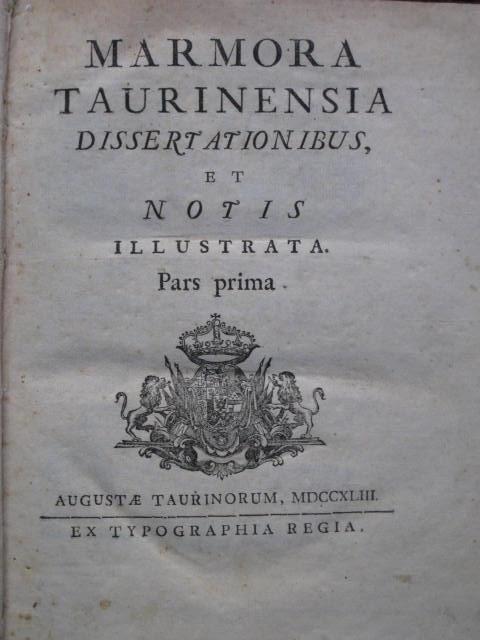 MARMORA
TAURINENSIA
DISSERTATIONIBUS,
ET
NOTIS
ILLUSTRATA.
Pars prima.
AUGUSTÆ TAURINORUM, MDCCXLIII.
EX TYPOGRAPHIA REGIA.